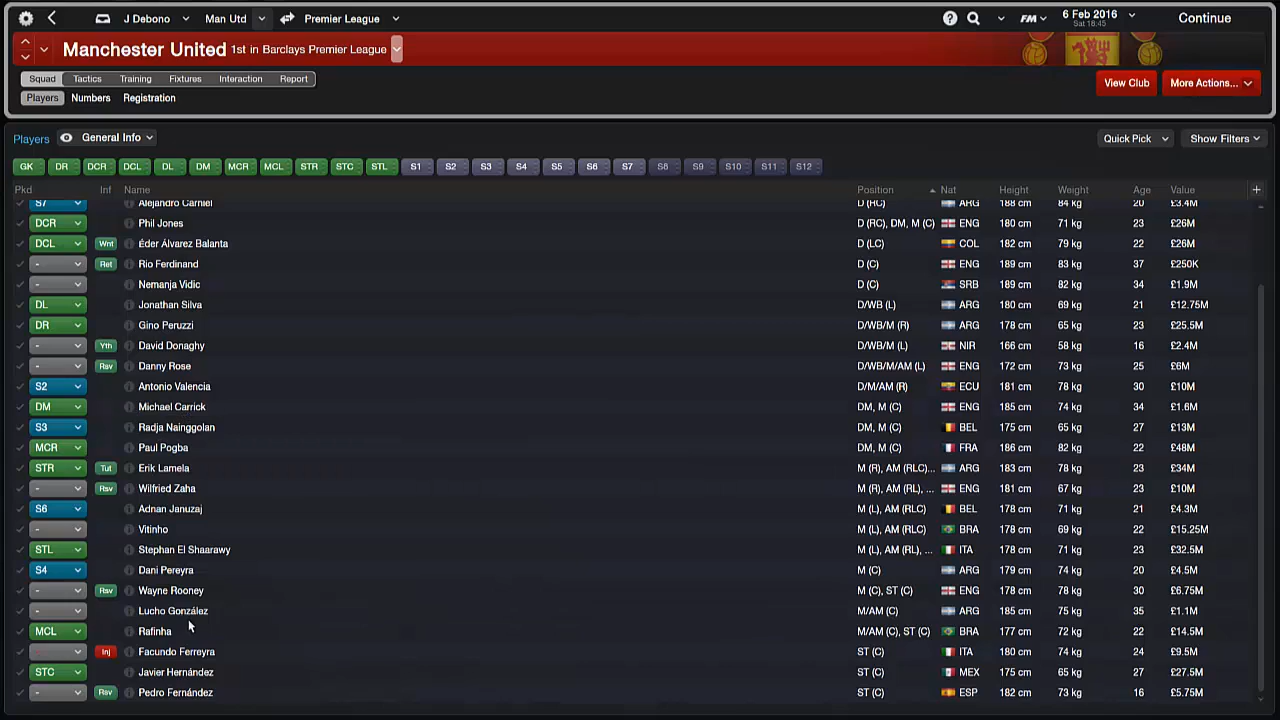 J Debono Man Utd Premier League FM 6 Feb 2016 Sat 18:45 Continue
Manchester United 1st in Barclays Premier League
Squad Tactics Training Fixtures Interaction Report View Club More Actions...
Players Numbers Registration
Players General Info Quick Pick Show Filters
GK DR DCR DCL DL DM MCR MCL STR STC STL S1 S2 S3 S4 S5 S6 S7 S8 S9 S10 S11 S12
Pkd Inf Name Position Nat Height Weight Age Value
S7 Alejandro Carniel D (RC) ARG 188 cm 84 kg 20 £3.4M
DCR Phil Jones D (RC), DM, M (C) ENG 180 cm 71 kg 23 £26M
DCL Wnt Éder Álvarez Balanta D (LC) COL 182 cm 79 kg 22 £26M
- Ret Rio Ferdinand D (C) ENG 189 cm 83 kg 37 £250K
Nemanja Vidic D (C) SRB 189 cm 82 kg 34 £1.9M
DL Jonathan Silva D/WB (L) ARG 180 cm 69 kg 21 £12.75M
DR Gino Peruzzi D/WB/M (R) ARG 178 cm 65 kg 23 £25.5M
- Yth David Donaghy D/WB/M (L) NIR 166 cm 58 kg 16 £2.4M
- Rsv Danny Rose D/WB/M/AM (L) ENG 172 cm 73 kg 25 £6M
S2 Antonio Valencia D/M/AM (R) ECU 181 cm 78 kg 30 £10M
DM Michael Carrick DM, M (C) ENG 185 cm 74 kg 34 £1.6M
S3 Radja Nainggolan DM, M (C) BEL 175 cm 65 kg 27 £13M
MCR Paul Pogba DM, M (C) FRA 186 cm 82 kg 22 £48M
STR Tut Erik Lamela M (R), AM (RLC)... ARG 183 cm 78 kg 23 £34M
- Rsv Wilfried Zaha M (R), AM (RL), ... ENG 181 cm 67 kg 23 £10M
S6 Adnan Januzaj M (L), AM (RLC) BEL 178 cm 71 kg 21 £4.3M
- Vitinho M (L), AM (RLC) BRA 178 cm 69 kg 22 £15.25M
STL Stephan El Shaarawy M (L), AM (RL), ... ITA 178 cm 71 kg 23 £32.5M
S4 Dani Pereyra M (C) ARG 179 cm 74 kg 20 £4.5M
- Rsv Wayne Rooney M (C), ST (C) ENG 178 cm 78 kg 30 £6.75M
- Lucho González M/AM (C) ARG 185 cm 75 kg 35 £1.1M
MCL Rafinha M/AM (C), ST (C) BRA 177 cm 72 kg 22 £14.5M
Inj Facundo Ferreyra ST (C) ITA 180 cm 74 kg 24 £9.5M
STC Javier Hernández ST (C) MEX 175 cm 65 kg 27 £27.5M
- Rsv Pedro Fernández ST (C) ESP 182 cm 73 kg 16 £5.75M